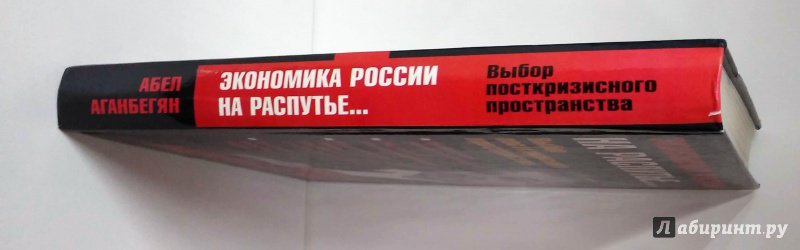 АБЕЛ
АГАНБЕГЯН
ЭКОНОМИКА РОССИИ
НА РАСПУТЬЕ...
Выбор
посткризисного
пространства
Лабиринт.ру